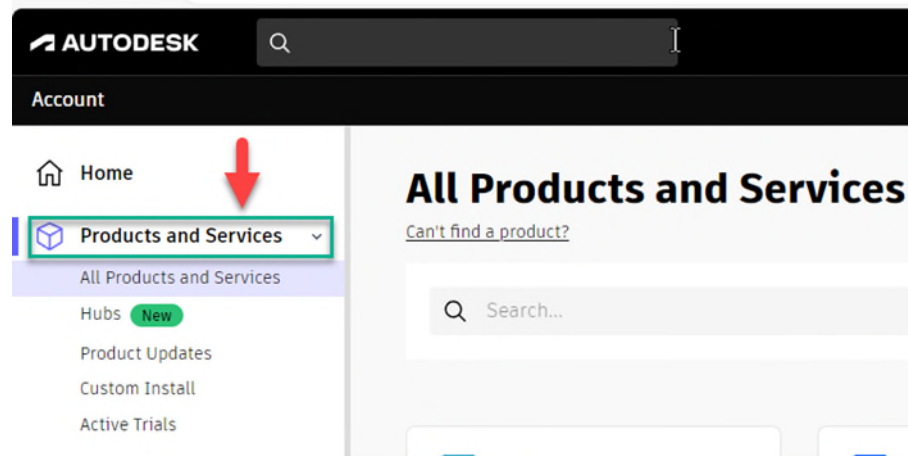 AUTODESK
Account
Home
Products and Services
All Products and Services
Hubs New
Product Updates
Custom Install
Active Trials
All Products and Services
Can't find a product?
Search...